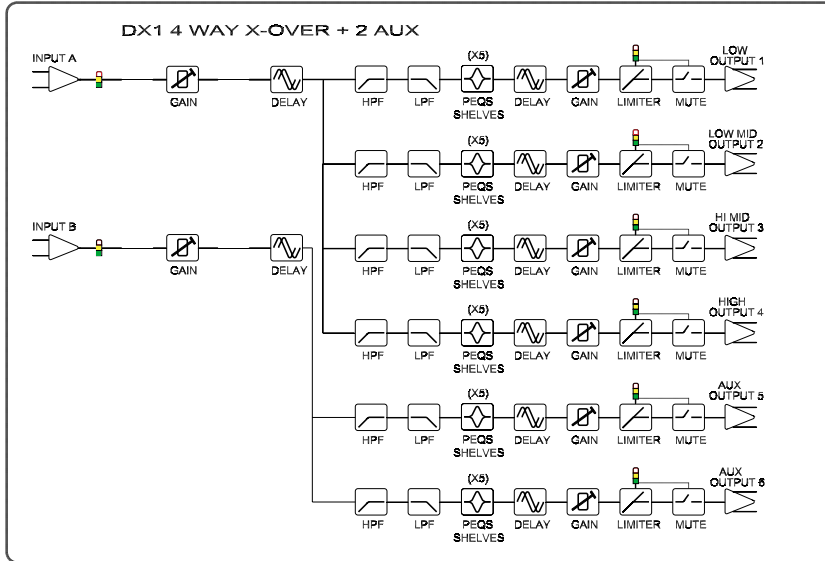 DX1 4 WAY X-OVER + 2 AUX
INPUT A
GAIN
DELAY
HPF
LPF
(X5)
PEQS
SHELVES
DELAY
GAIN
LIMITER
MUTE
LOW
OUTPUT 1
HPF
LPF
(X5)
PEQS
SHELVES
DELAY
GAIN
LIMITER
MUTE
LOW MID
OUTPUT 2
INPUT B
GAIN
DELAY
HPF
LPF
(X5)
PEQS
SHELVES
DELAY
GAIN
LIMITER
MUTE
HI MID
OUTPUT 3
HPF
LPF
(X5)
PEQS
SHELVES
DELAY
GAIN
LIMITER
MUTE
HIGH
OUTPUT 4
HPF
LPF
(X5)
PEQS
SHELVES
DELAY
GAIN
LIMITER
MUTE
AUX
OUTPUT 5
HPF
LPF
(X5)
PEQS
SHELVES
DELAY
GAIN
LIMITER
MUTE
AUX
OUTPUT 6